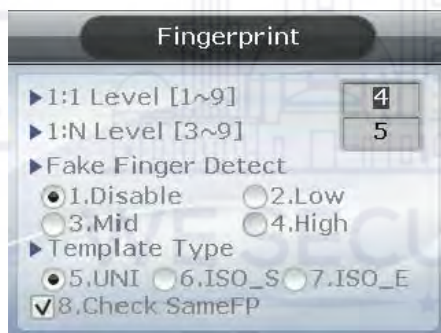 Fingerprint
▶1:1 Level [1~9] 4
▶1:N Level [3~9] 5
▶Fake Finger Detect
1.Disable 2.Low
3.Mid 4.High
▶Template Type
5.UNI 6.ISO_S 7.ISO_E
8.Check SameFP